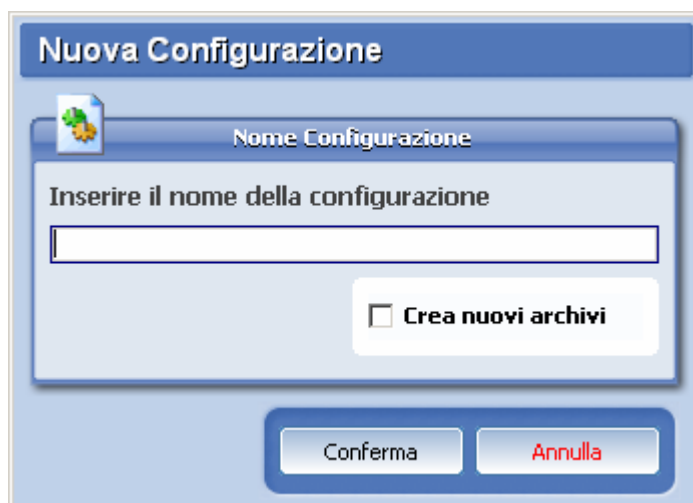 Nuova Configurazione
Nome Configurazione
Inserire il nome della configurazione
Crea nuovi archivi
Conferma
Annulla